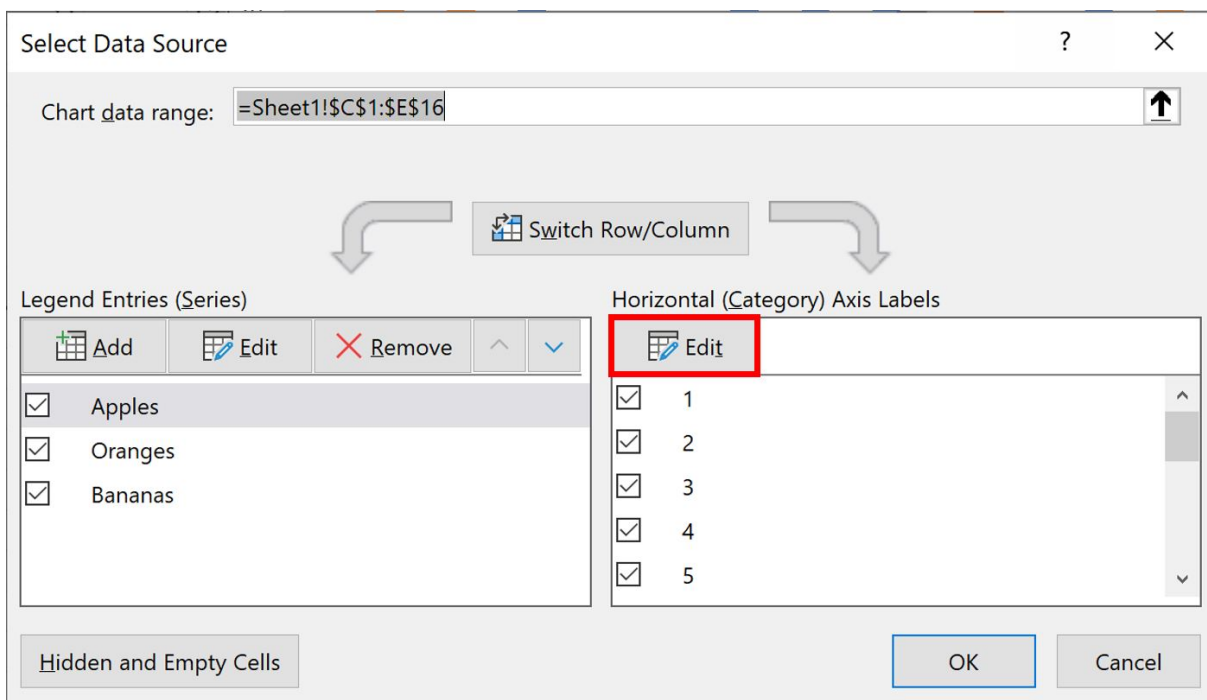 Select Data Source ?
Chart data range: =Sheet1!$C$1:$E$16
Switch Row/Column
Legend Entries (Series)
Add Edit Remove
Apples
Oranges
Bananas
Horizontal (Category) Axis Labels
Edit
1
2
3
4
5
Hidden and Empty Cells
OK Cancel